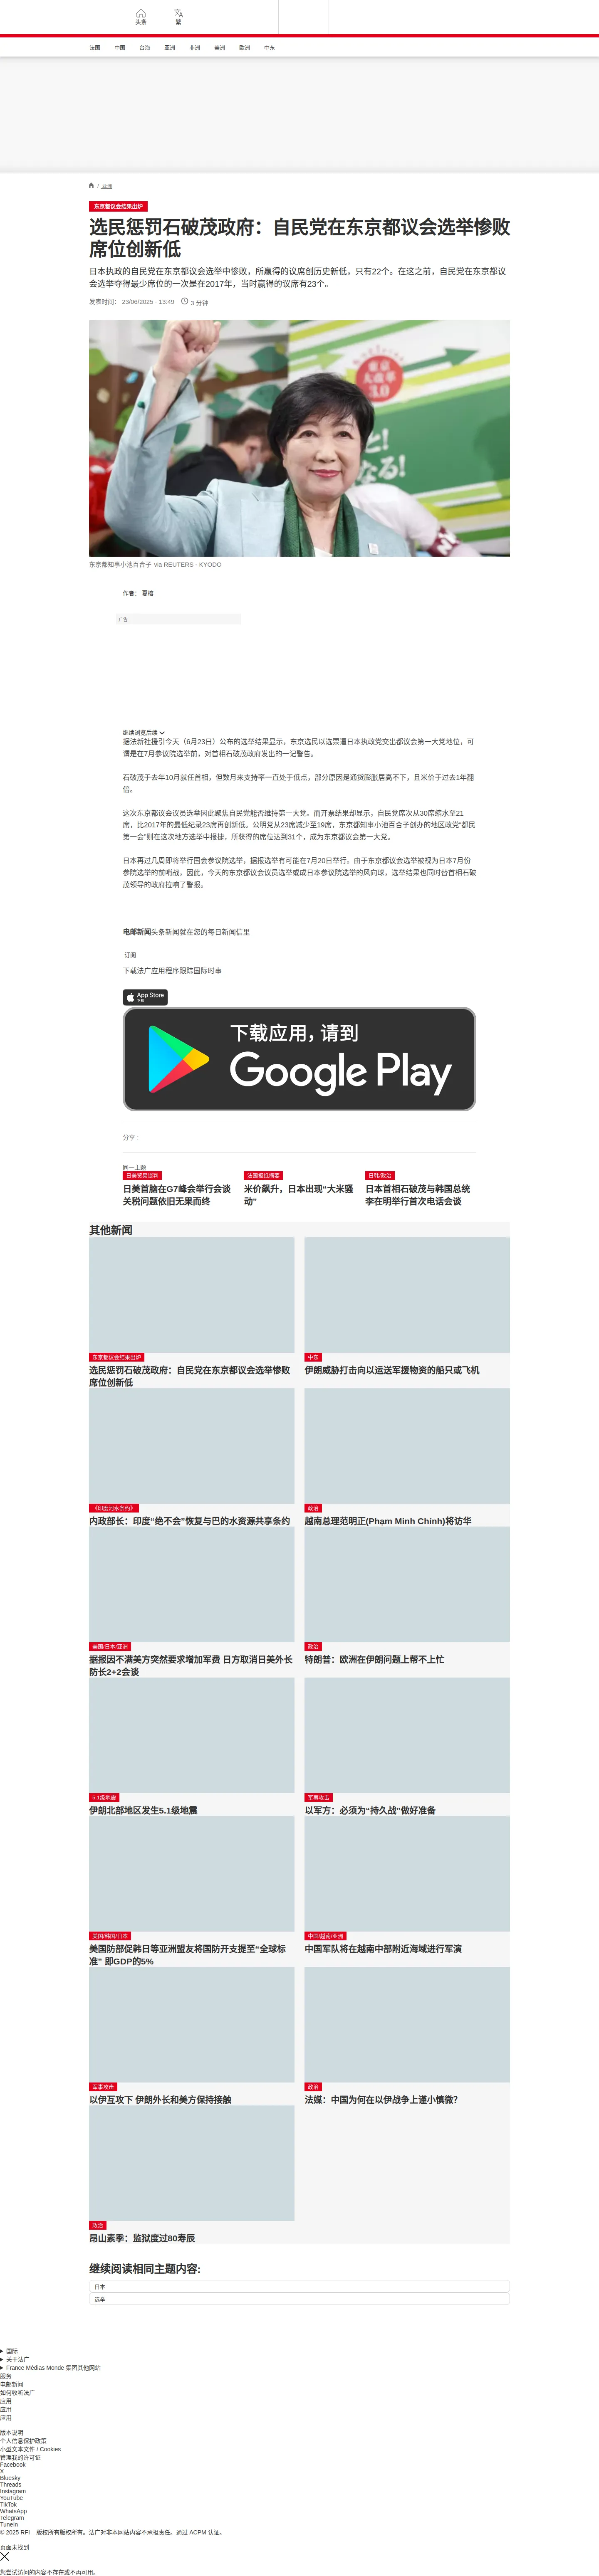 头条
繁
法国
中国
台海
亚洲
非洲
美洲
欧洲
中东
/ 亚洲
东京都议会结果出炉
选民惩罚石破茂政府：自民党在东京都议会选举惨败
席位创新低
日本执政的自民党在东京都议会选举中惨败，所赢得的议席创历史新低，只有22个。在这之前，自民党在东京都议
会选举夺得最少席位的一次是在2017年，当时赢得的议席有23个。
发表时间： 23/06/2025 - 13:49
3 分钟
東京
大改革
3.0
なる!
東京都知事小池百合子 via REUTERS - KYODO
作者： 夏榕
广告
继续浏览后续
据法新社援引今天（6月23日）公布的选举结果显示，东京选民以选票逼日本执政党交出都议会第一大党地位，可
谓是在7月参议院选举前，对首相石破茂政府发出的一记警告。
石破茂于去年10月就任首相，但数月来支持率一直处于低点，部分原因是通货膨胀居高不下，且米价于过去1年翻
倍。
这次东京都议会议员选举因此聚焦自民党能否维持第一大党。而开票结果却显示，自民党席次从30席缩水至21
席，比2017年的最低纪录23席再创新低。公明党从23席减少至19席，东京都知事小池百合子创办的地区政党“都民
第一会”则在这次地方选举中报捷，所获得的席位达到31个，成为东京都议会第一大党。
日本再过几周即将举行国会参议院选举，据报选举有可能在7月20日举行。由于东京都议会选举被视为日本7月份
参院选举的前哨战，因此，今天的东京都议会议员选举或成日本参议院选举的风向球，选举结果也同时替首相石破
茂领导的政府拉响了警报。
电邮新闻头条新闻就在您的每日新闻信里
订阅
下载法广应用程序跟踪国际时事
App Store
下载
下载应用，请到
Google Play
分享 :
同一主题
日美贸易谈判
日美首脑在G7峰会举行会谈
关税问题依旧无果而终
法国报纸摘要
米价飙升，日本出现“大米骚
动”
日韩/政治
日本首相石破茂与韩国总统
李在明举行首次电话会谈
其他新闻
东京都议会结果出炉
选民惩罚石破茂政府：自民党在东京都议会选举惨败
席位创新低
中东
伊朗威胁打击向以运送军援物资的船只或飞机
《印度河水条约》
内政部长：印度“绝不会”恢复与巴的水资源共享条约
政治
越南总理范明正(Phạm Minh Chính)将访华
美国/日本/亚洲
据报因不满美方突然要求增加军费 日方取消日美外长
防长2+2会谈
政治
特朗普：欧洲在伊朗问题上帮不上忙
5.1级地震
伊朗北部地区发生5.1级地震
军事攻击
以军方：必须为“持久战”做好准备
美国/韩国/日本
美国防部促韩日等亚洲盟友将国防开支提至“全球标
准” 即GDP的5%
中国/越南/亚洲
中国军队将在越南中部附近海域进行军演
军事攻击
以伊互攻下 伊朗外长和美方保持接触
政治
法媒：中国为何在以伊战争上谨小慎微？
政治
昂山素季：监狱度过80寿辰
继续阅读相同主题内容:
日本
选举
国际
关于法广
France Médias Monde 集团其他网站
服务
电邮新闻
如何收听法广
应用
应用
应用
版本说明
个人信息保护政策
小型文本文件 / Cookies
管理我的许可证
Facebook
X
Bluesky
Threads
Instagram
YouTube
TikTok
WhatsApp
Telegram
TuneIn
© 2025 RFI – 版权所有版权所有。法广对非本网站内容不承担责任。通过 ACPM 认证。
页面未找到
您尝试访问的内容不存在或不再可用。